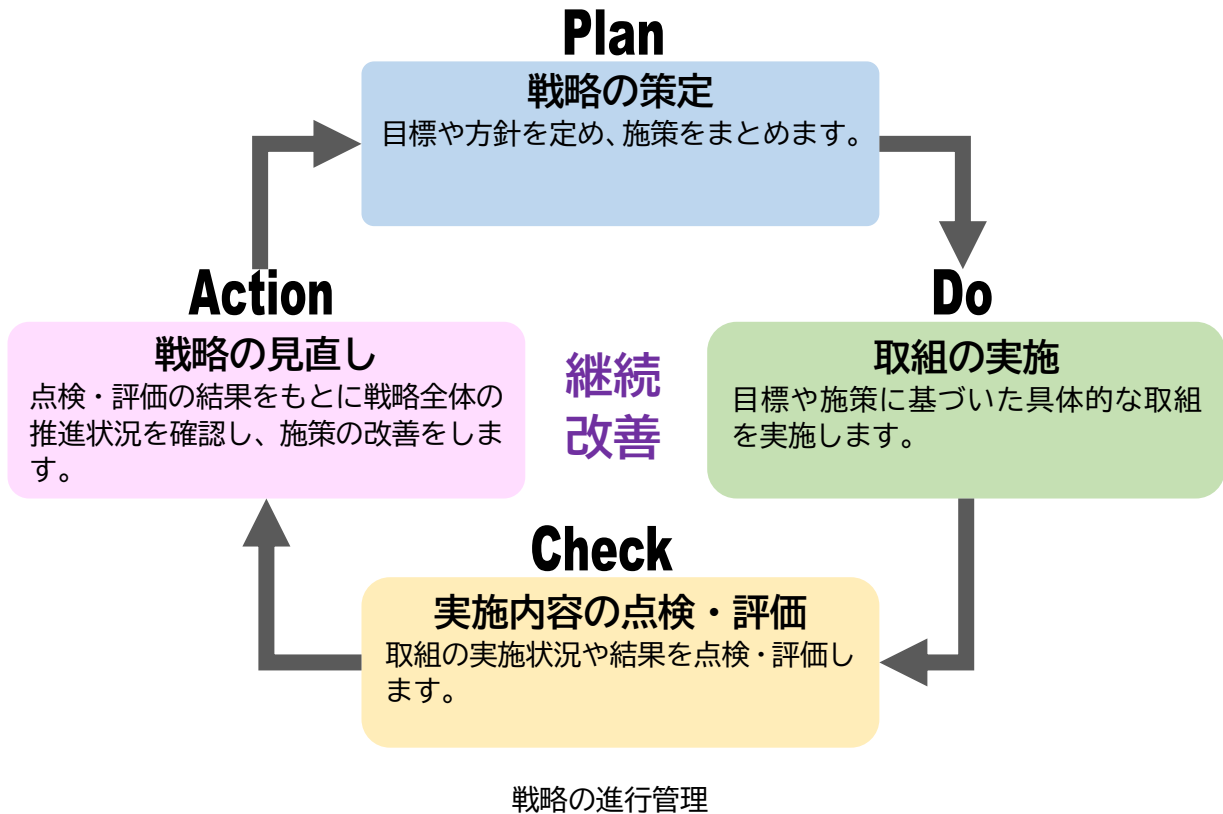 Plan
戦略の策定
目標や方針を定め、施策をまとめます。
Do
取組の実施
目標や施策に基づいた具体的な取組
を実施します。
Check
実施内容の点検・評価
取組の実施状況や結果を点検・評価し
ます。
Action
戦略の見直し
点検・評価の結果をもとに戦略全体の
推進状況を確認し、施策の改善をしま
す。
継続
改善
戦略の進行管理